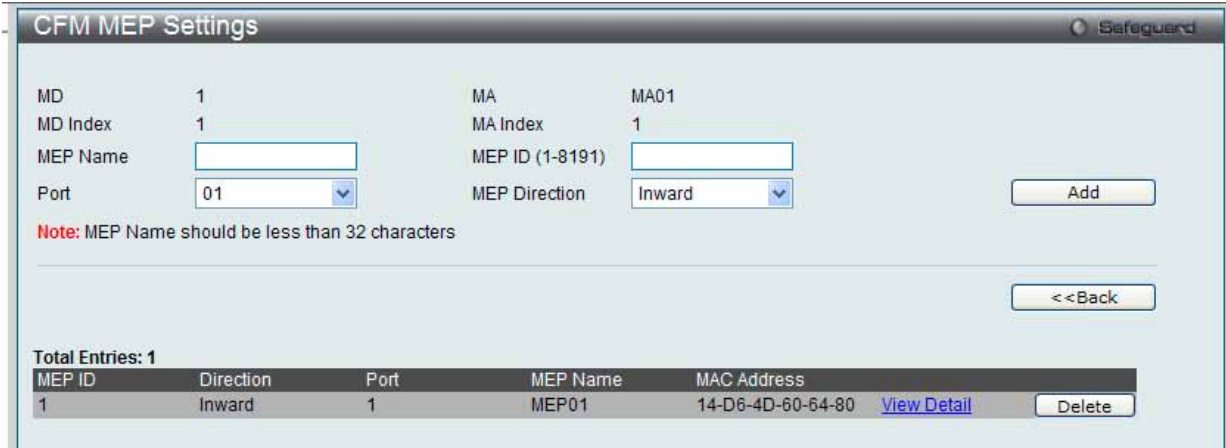 CFM MEP Settings Safeguard
MD 1 MA MA01
MD Index 1 MA Index 1
MEP Name MEP ID (1-8191)
Port 01 MEP Direction Inward Add
Note: MEP Name should be less than 32 characters
<<Back
Total Entries: 1
MEP ID Direction Port MEP Name MAC Address
1 Inward 1 MEP01 14-D6-4D-60-64-80 View Detail Delete